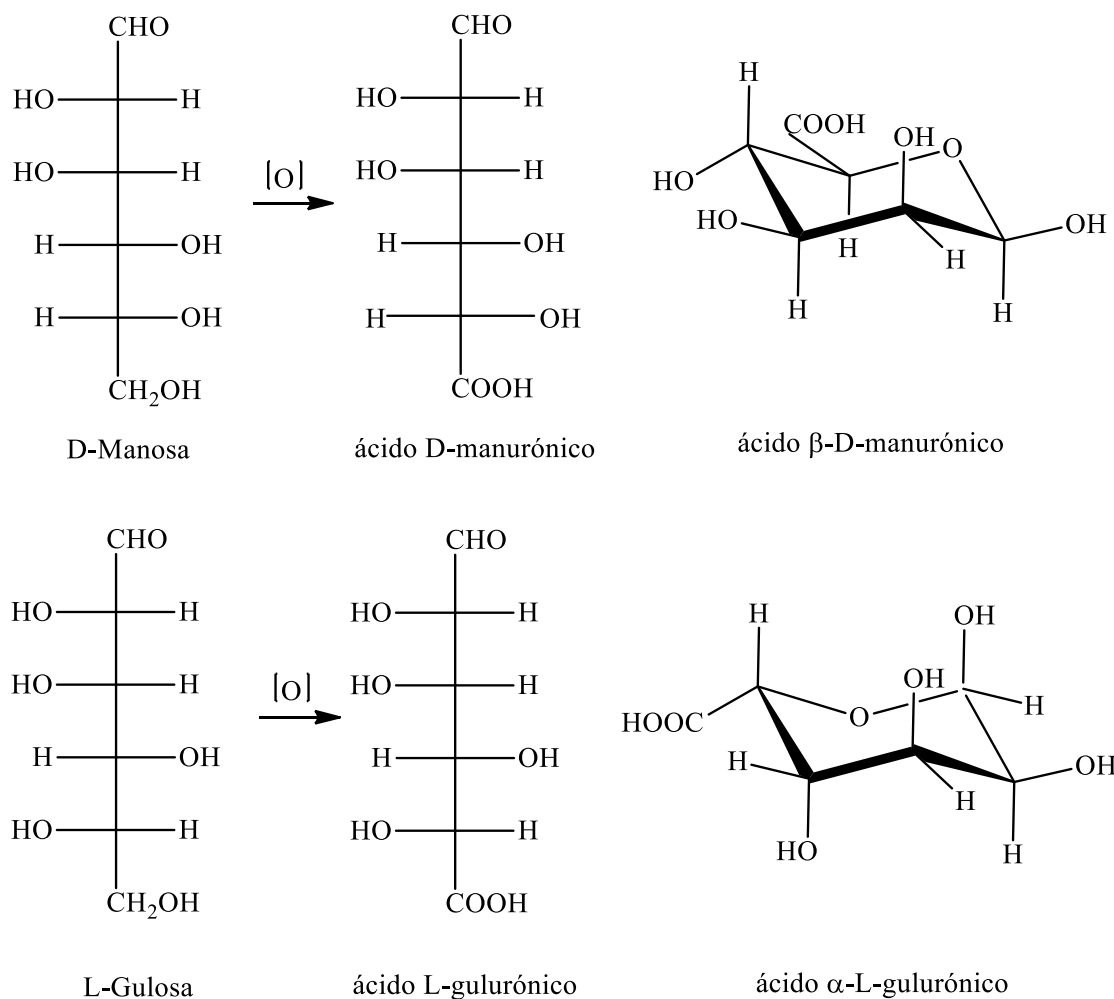 CHO
HO H
HO H
H OH
H OH
CH2OH
D-Manosa
[O]
CHO
HO H
HO H
H OH
H OH
COOH
ácido D-manurónico
H
COOH
OH
O
HO
HO
OH
H
H
H
H
ácido β-D-manurónico
CHO
HO H
HO H
H OH
HO H
CH2OH
L-Gulosa
[O]
CHO
HO H
HO H
H OH
HO H
COOH
ácido L-gulurónico
H
OH
OH
H
HOOC
O
H
OH
H
HO
H
ácido α-L-gulurónico